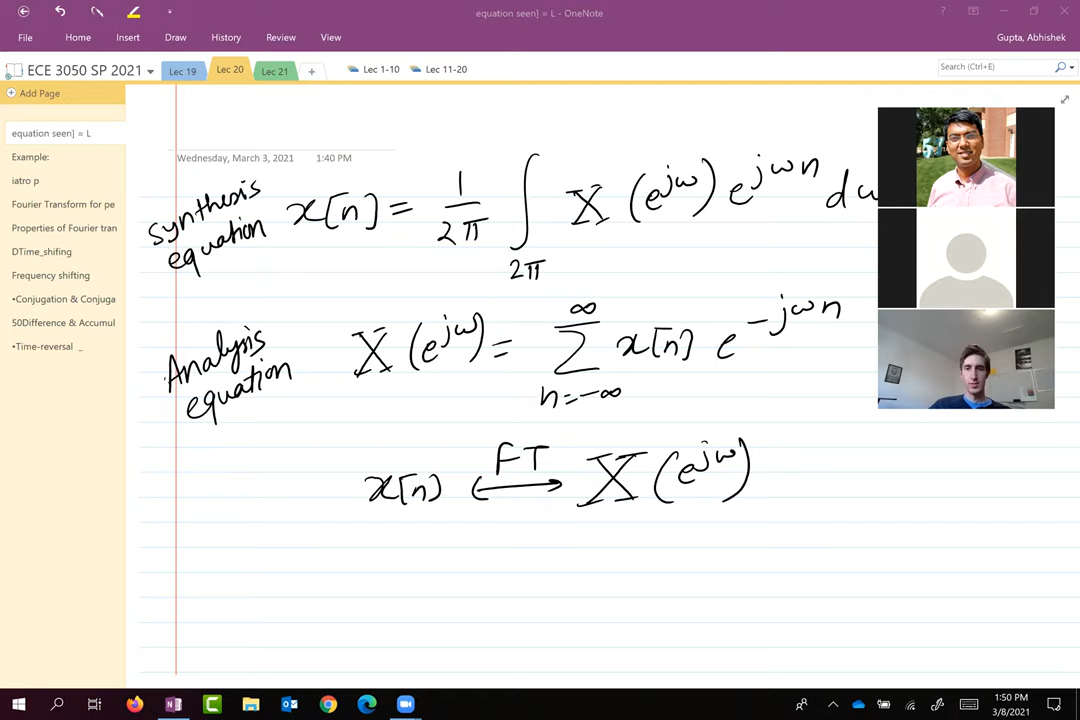 equation seen] = L - OneNote
File Home Insert Draw History Review View
Gupta, Abhishek
ECE 3050 SP 2021 Lec 19 Lec 20 Lec 21 + Lec 1-10 Lec 11-20
Search (Ctrl+E)
Add Page
equation seen] = L
Example:
iatro p
Fourier Transform for pe
Properties of Fourier tran
DTime_shifing
Frequency shifting
•Conjugation & Conjuga
50Difference & Accumul
•Time-reversal _
Wednesday, March 3, 2021 1:40 PM
Synthesis equation x[n] = 1/2π ∫_2π X(e^jω) e^jωn dω
Analysis equation X(e^jω) = ∑_{n=-∞}^{∞} x[n] e^-jωn
x[n] ⟷^{FT} X(e^jω)
1:50 PM
3/8/2021